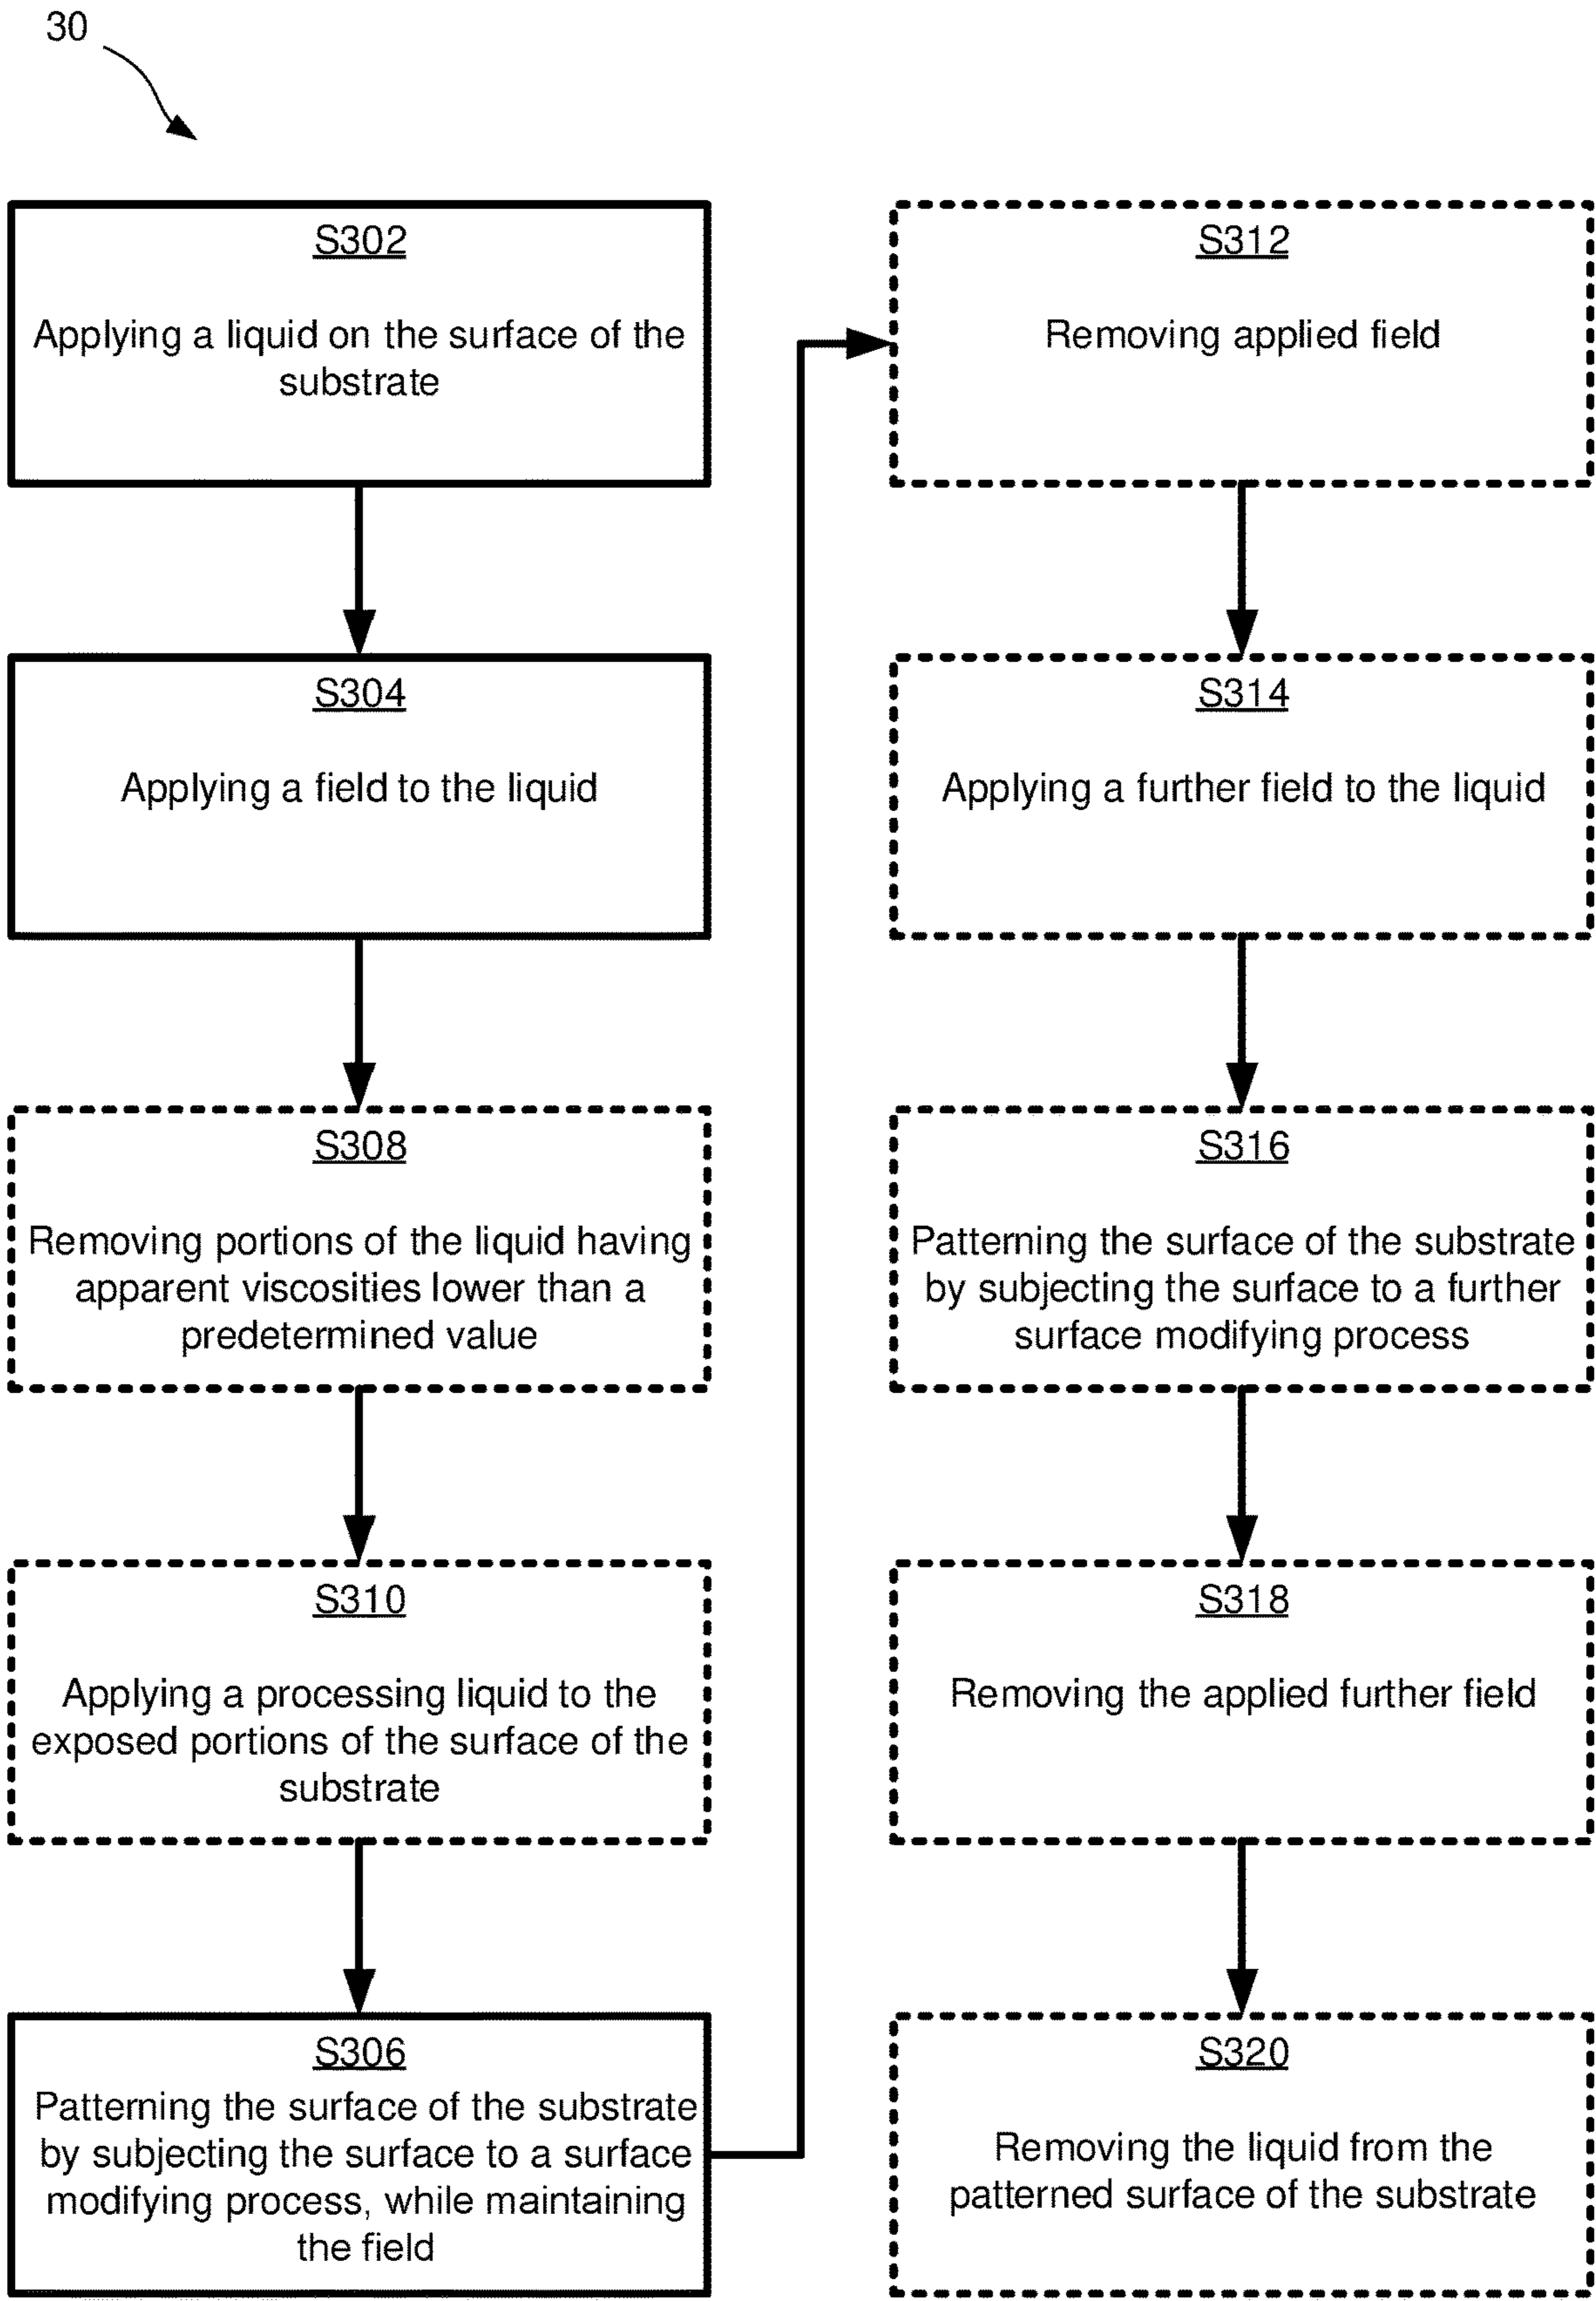 30
S302
Applying a liquid on the surface of the
substrate
S304
Applying a field to the liquid
S308
Removing portions of the liquid having
apparent viscosities lower than a
predetermined value
S310
Applying a processing liquid to the
exposed portions of the surface of the
substrate
S306
Patterning the surface of the substrate
by subjecting the surface to a surface
modifying process, while maintaining
the field
S312
Removing applied field
S314
Applying a further field to the liquid
S316
Patterning the surface of the substrate
by subjecting the surface to a further
surface modifying process
S318
Removing the applied further field
S320
Removing the liquid from the
patterned surface of the substrate